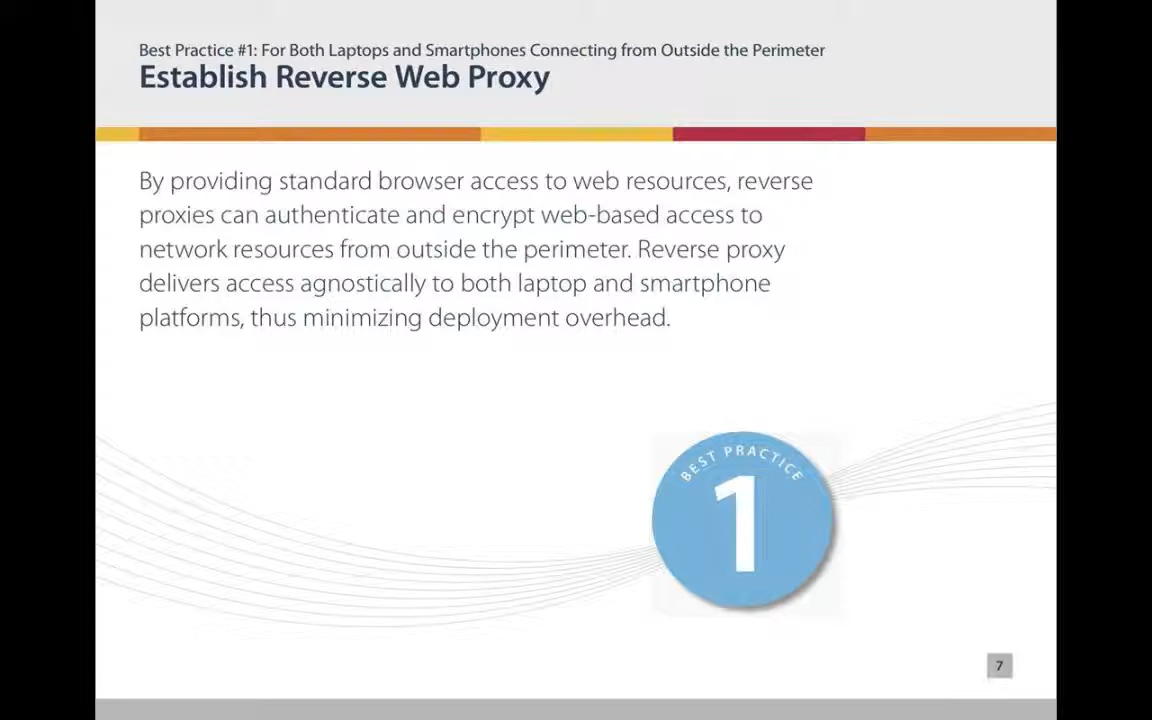 Best Practice #1: For Both Laptops and Smartphones Connecting from Outside the Perimeter
Establish Reverse Web Proxy
By providing standard browser access to web resources, reverse
proxies can authenticate and encrypt web-based access to
network resources from outside the perimeter. Reverse proxy
delivers access agnostically to both laptop and smartphone
platforms, thus minimizing deployment overhead.
BEST PRACTICE
1
7